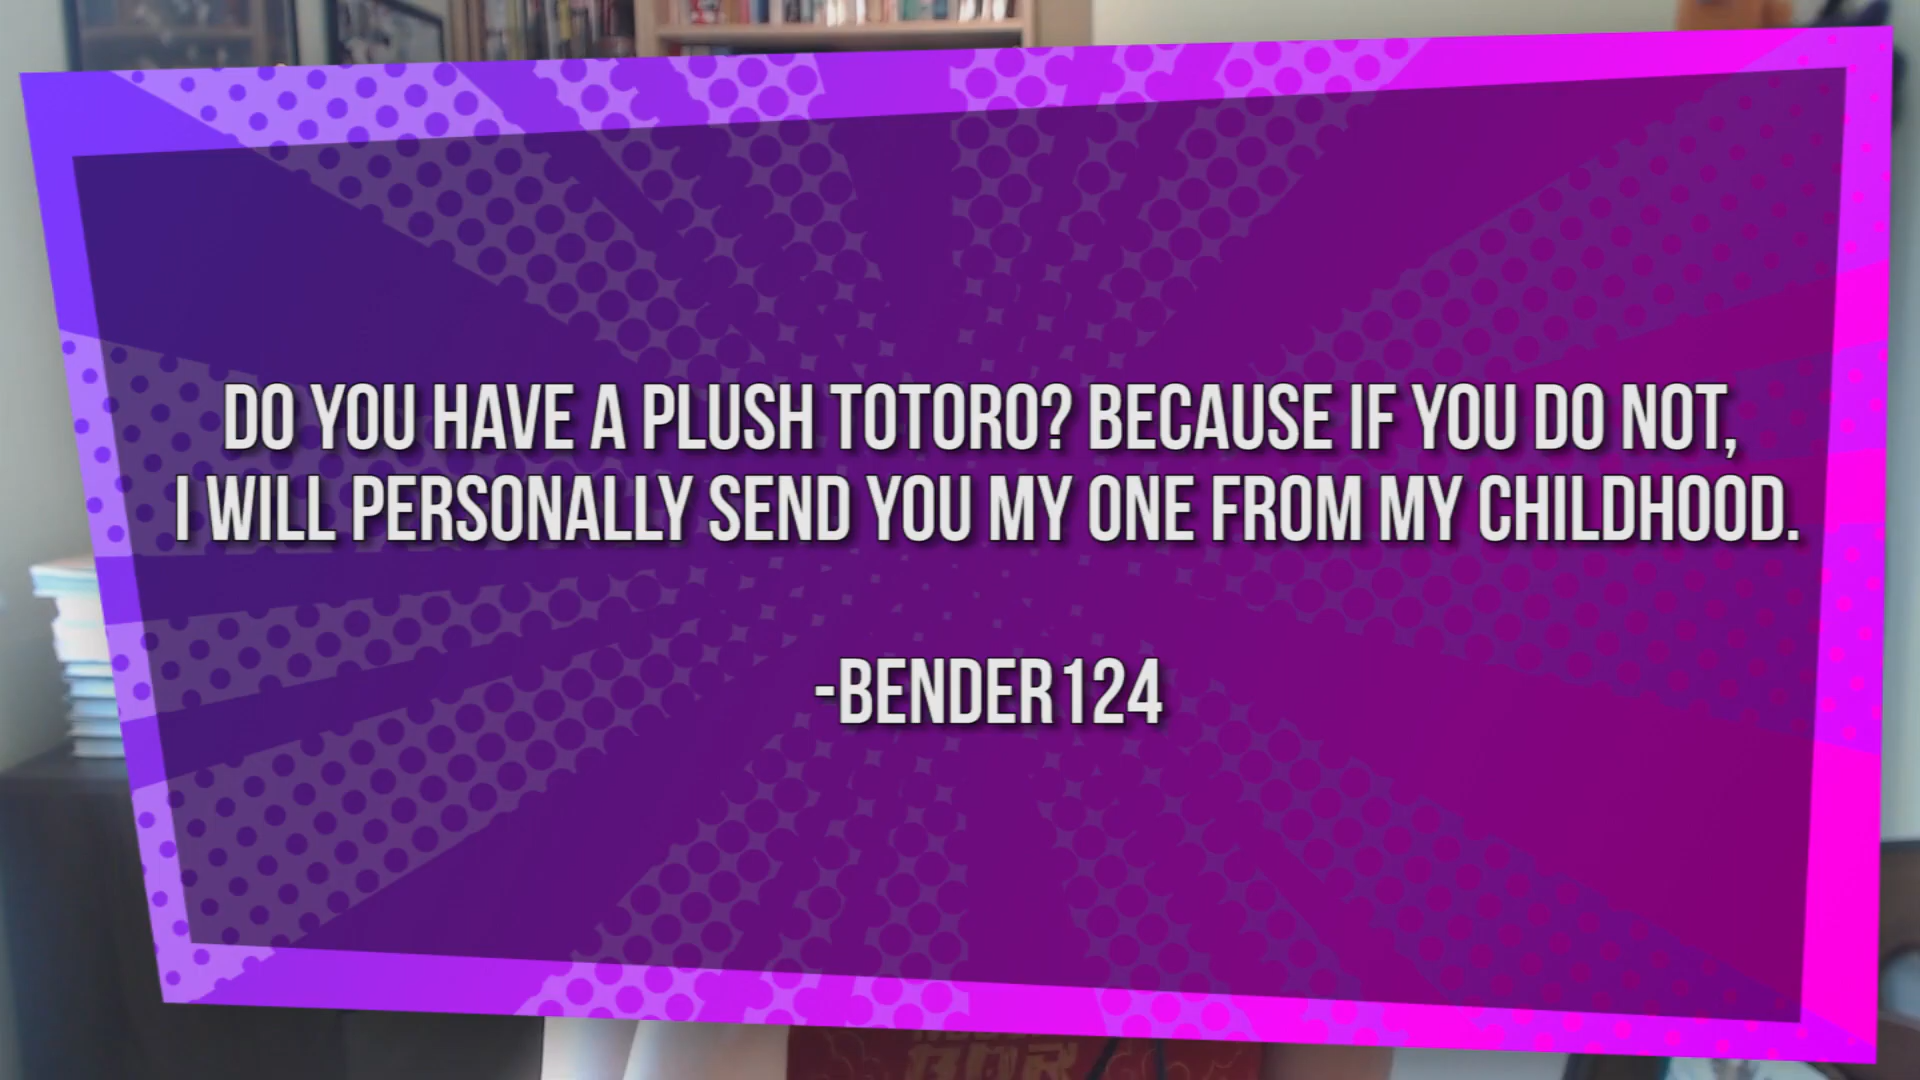 DO YOU HAVE A PLUSH TOTORO? BECAUSE IF YOU DO NOT,
I WILL PERSONALLY SEND YOU MY ONE FROM MY CHILDHOOD.
-BENDER124